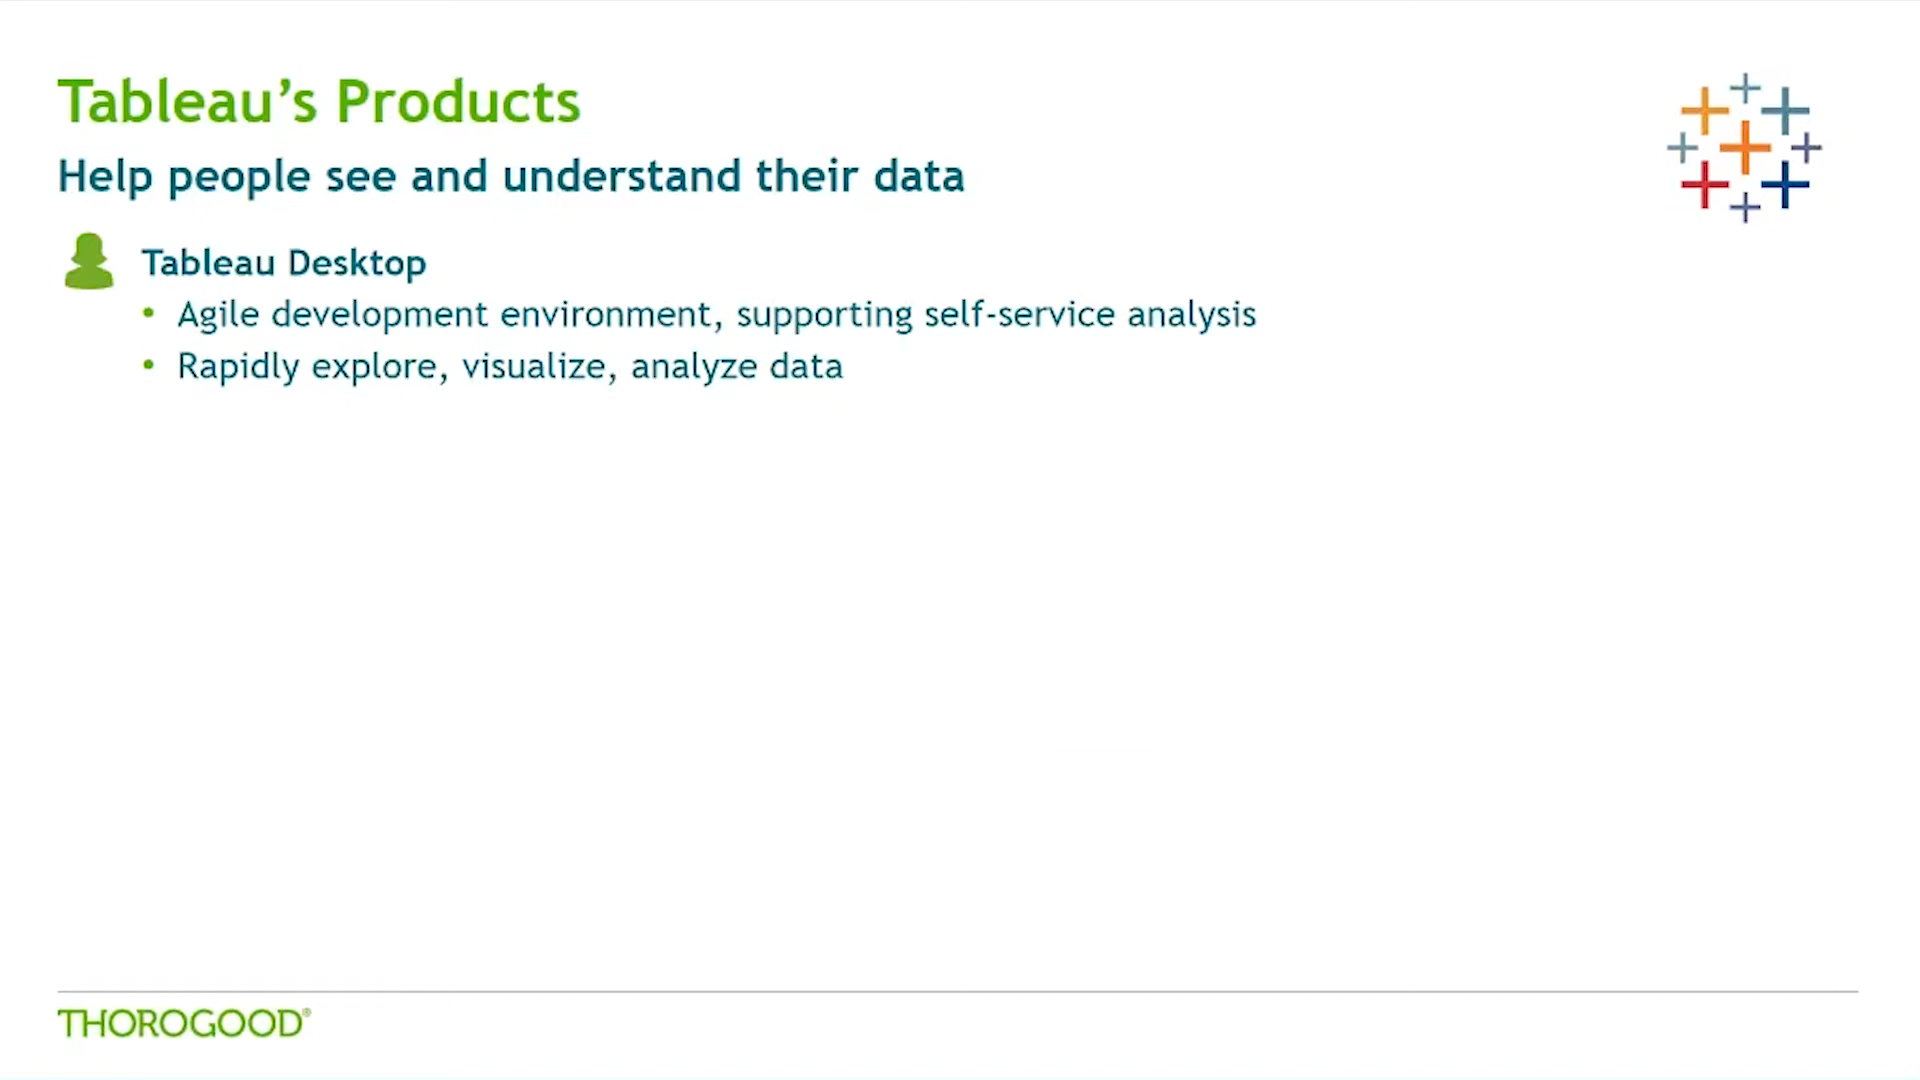 Tableau’s Products
Help people see and understand their data
Tableau Desktop
• Agile development environment, supporting self-service analysis
• Rapidly explore, visualize, analyze data
THOROGOOD®